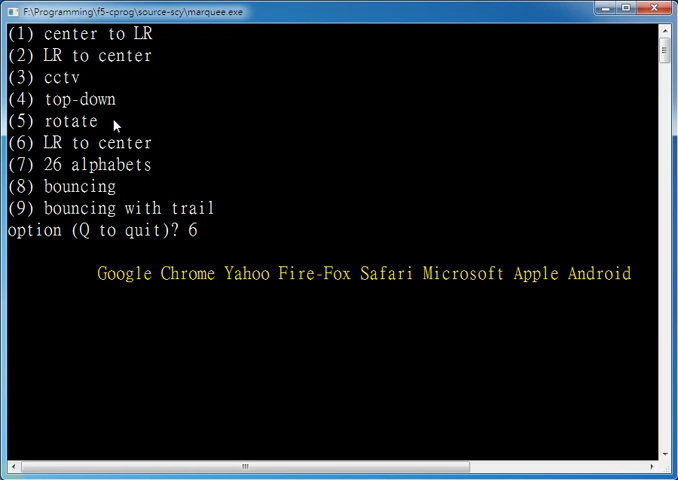 F:\Programming\f5-cprog\source-scy\marquee.exe
(1) center to LR
(2) LR to center
(3) cctv
(4) top-down
(5) rotate
(6) LR to center
(7) 26 alphabets
(8) bouncing
(9) bouncing with trail
option (Q to quit)? 6
Google Chrome Yahoo Fire-Fox Safari Microsoft Apple Android